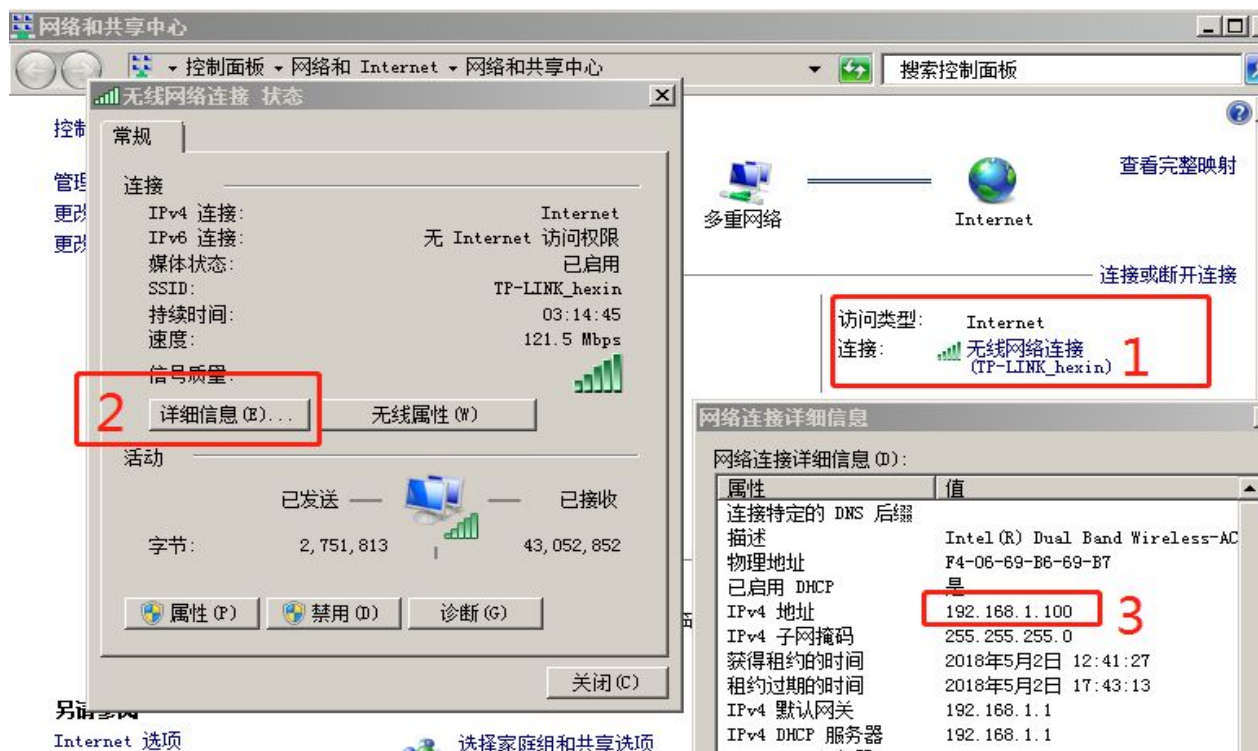 网络和共享中心
控制面板 网络和 Internet 网络和共享中心
搜索控制面板
无线网络连接 状态
常规
连接
IPv4 连接: Internet
IPv6 连接: 无 Internet 访问权限
媒体状态: 已启用
SSID: TP-LINK_hexin
持续时间: 03:14:45
速度: 121.5 Mbps
信号质量:
2
详细信息(E)... 无线属性(W)
活动
已发送 已接收
字节: 2,751,813 43,052,852
属性(P) 禁用(D) 诊断(G)
关闭(C)
控制
管理
更改
更改
Internet 选项
选择家庭组和共享选项
查看完整映射
多重网络 Internet
连接或断开连接
访问类型: Internet
连接: 无线网络连接
(TP-LINK_hexin)
1
网络连接详细信息
网络连接详细信息(D):
属性 值
连接特定的 DNS 后缀
描述 Intel(R) Dual Band Wireless-AC
物理地址 F4-06-69-B6-69-B7
已启用 DHCP 是
IPv4 地址 192.168.1.100
3
IPv4 子网掩码 255.255.255.0
获得租约的时间 2018年5月2日 12:41:27
租约过期的时间 2018年5月2日 17:43:13
IPv4 默认网关 192.168.1.1
IPv4 DHCP 服务器 192.168.1.1